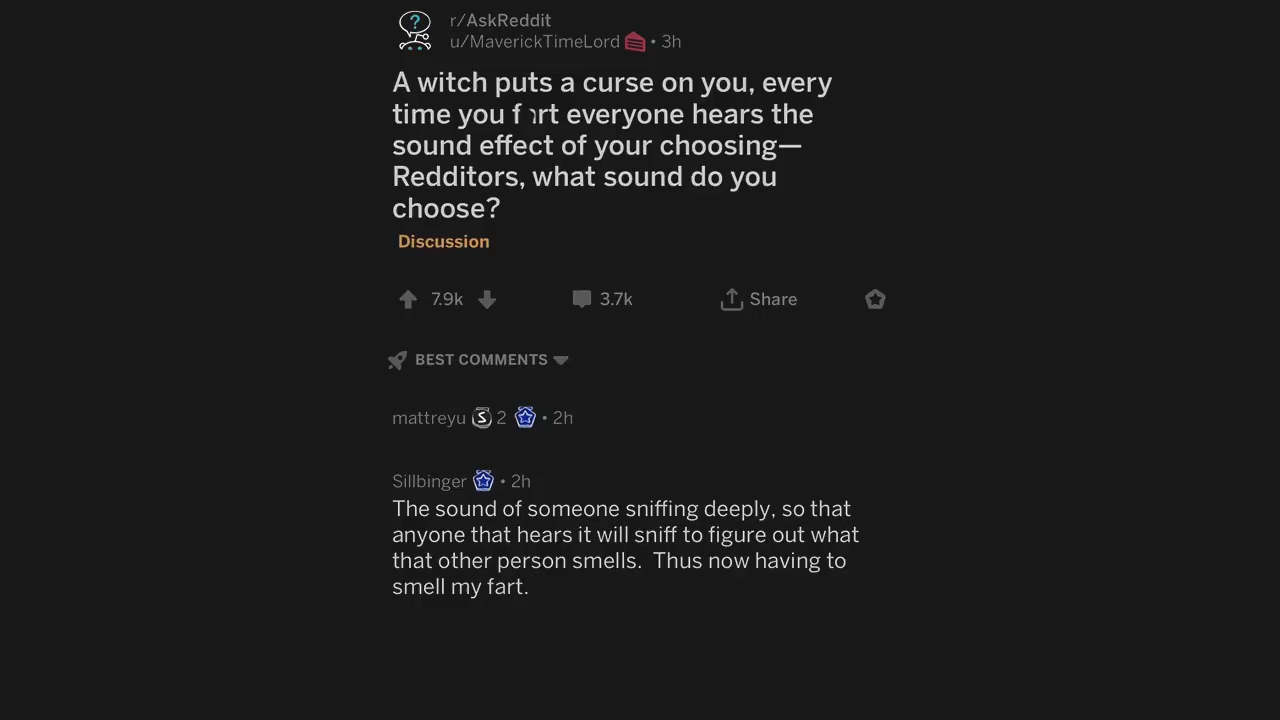 r/AskReddit
u/MaverickTimeLord • 3h
A witch puts a curse on you, every
time you f rt everyone hears the
sound effect of your choosing—
Redditors, what sound do you
choose?
Discussion
7.9k 3.7k Share
BEST COMMENTS
mattreyu S 2 • 2h
Sillbinger • 2h
The sound of someone sniffing deeply, so that
anyone that hears it will sniff to figure out what
that other person smells.  Thus now having to
smell my fart.